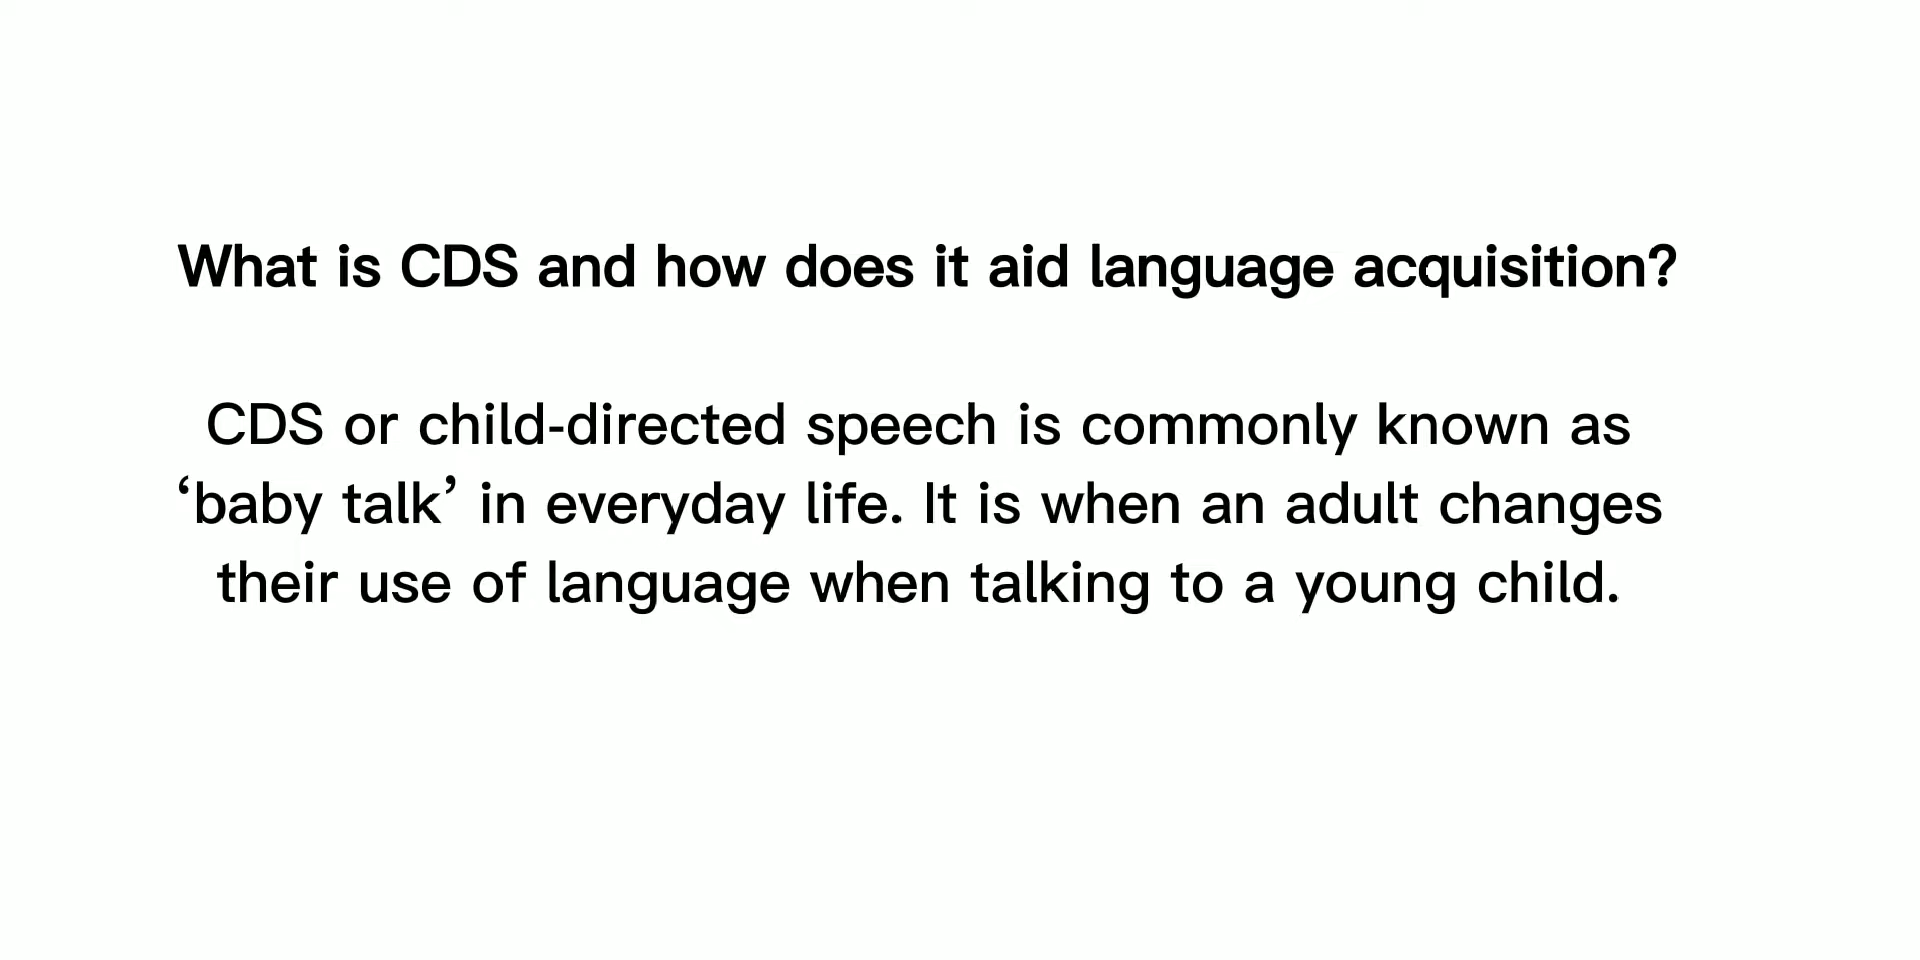 What is CDS and how does it aid language acquisition?
CDS or child-directed speech is commonly known as
‘baby talk’ in everyday life. It is when an adult changes
their use of language when talking to a young child.